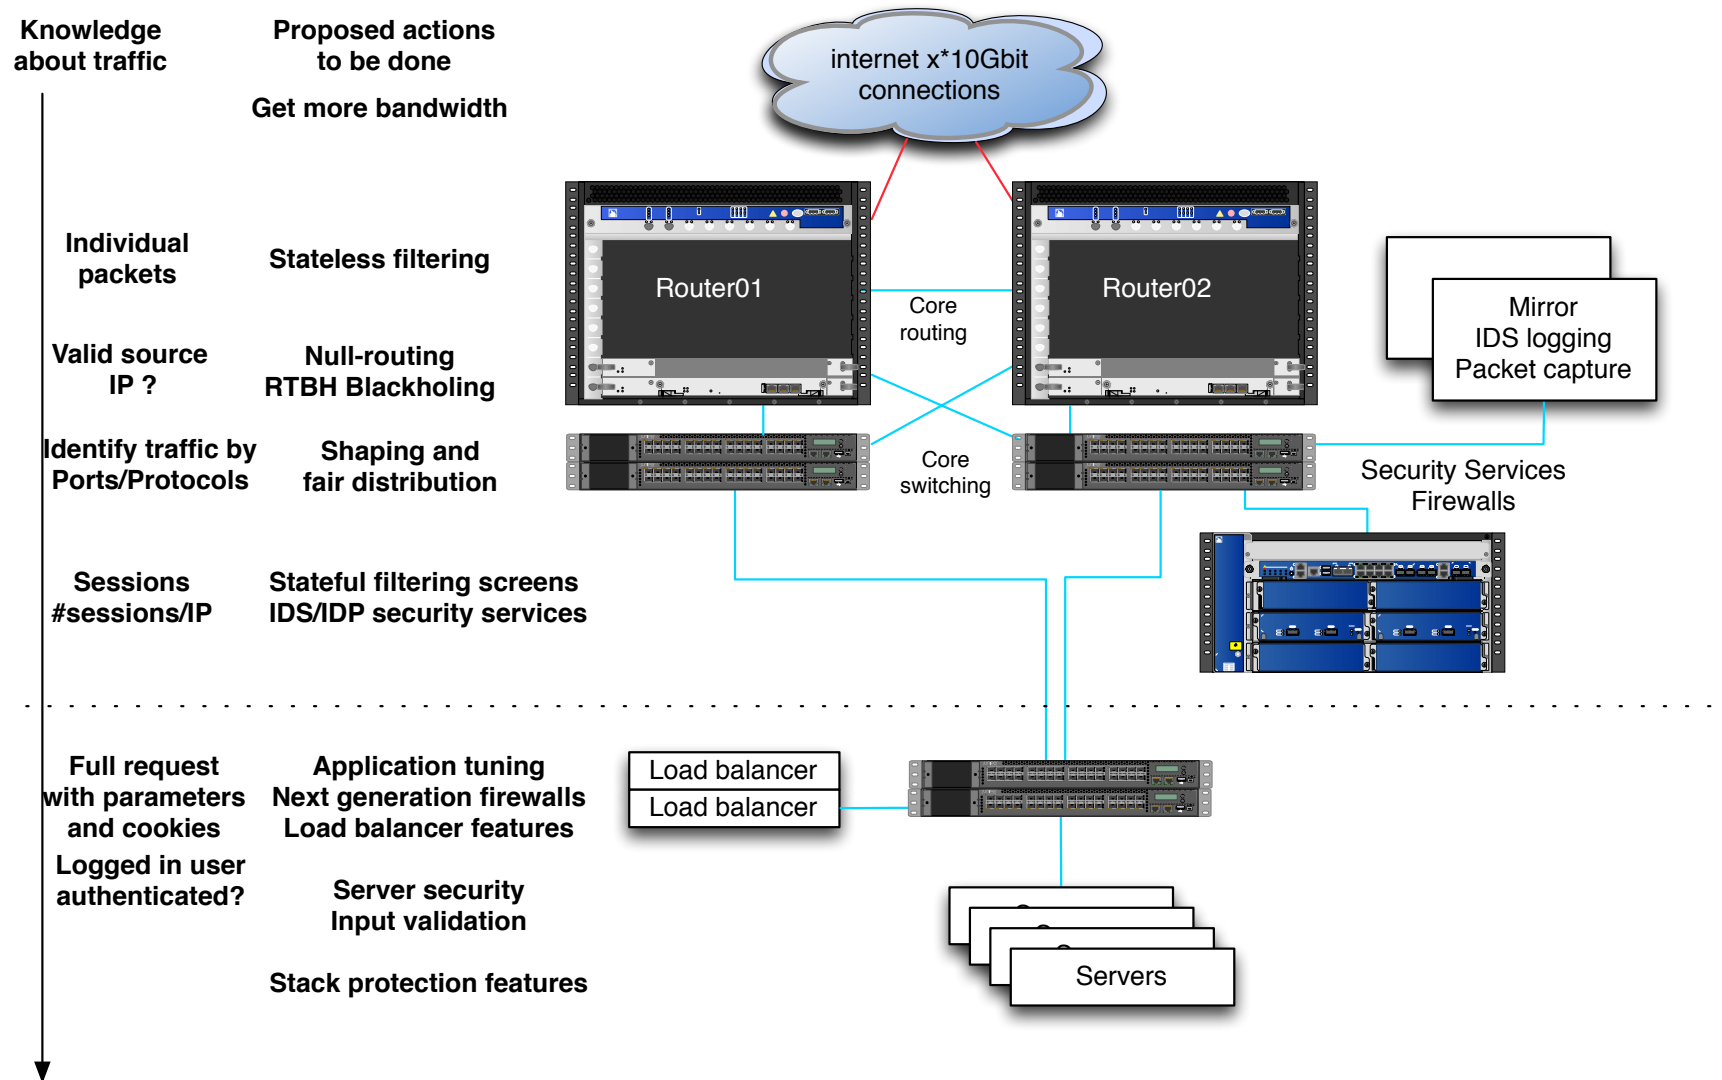 Knowledge
about traffic
Proposed actions
to be done
Get more bandwidth
internet x*10Gbit
connections
Individual
packets
Stateless filtering
Router01
Router02
Core
routing
Mirror
IDS logging
Packet capture
Valid source
IP ?
Null-routing
RTBH Blackholing
Identify traffic by
Ports/Protocols
Shaping and
fair distribution
Core
switching
Security Services
Firewalls
Sessions
#sessions/IP
Stateful filtering screens
IDS/IDP security services
Full request
with parameters
and cookies
Application tuning
Next generation firewalls
Load balancer features
Load balancer
Load balancer
Logged in user
authenticated?
Server security
Input validation
Stack protection features
Servers